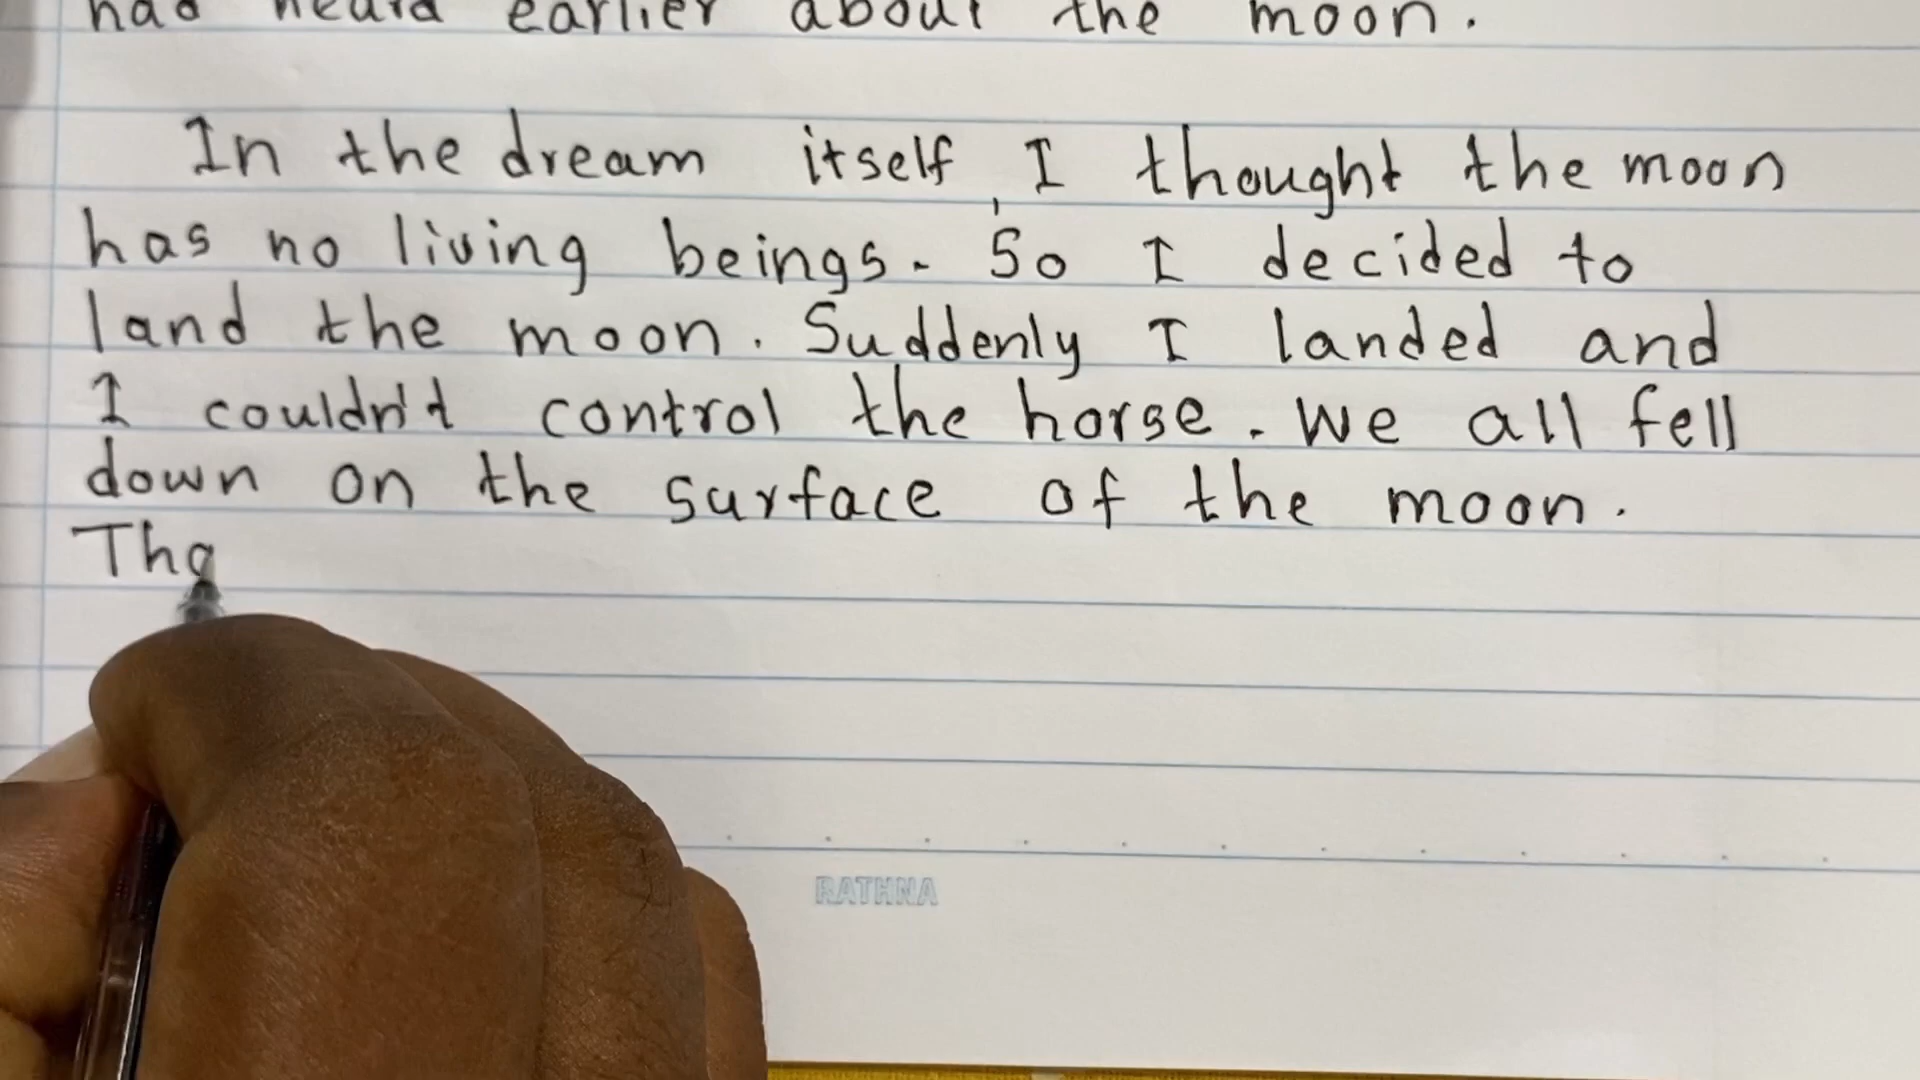 had heard earlier about the moon.
In the dream itself, I thought the moon
has no living beings. So I decided to
land the moon. Suddenly I landed and
I couldn't control the horse. We all fell
down on the surface of the moon.
Tha
RATHNA